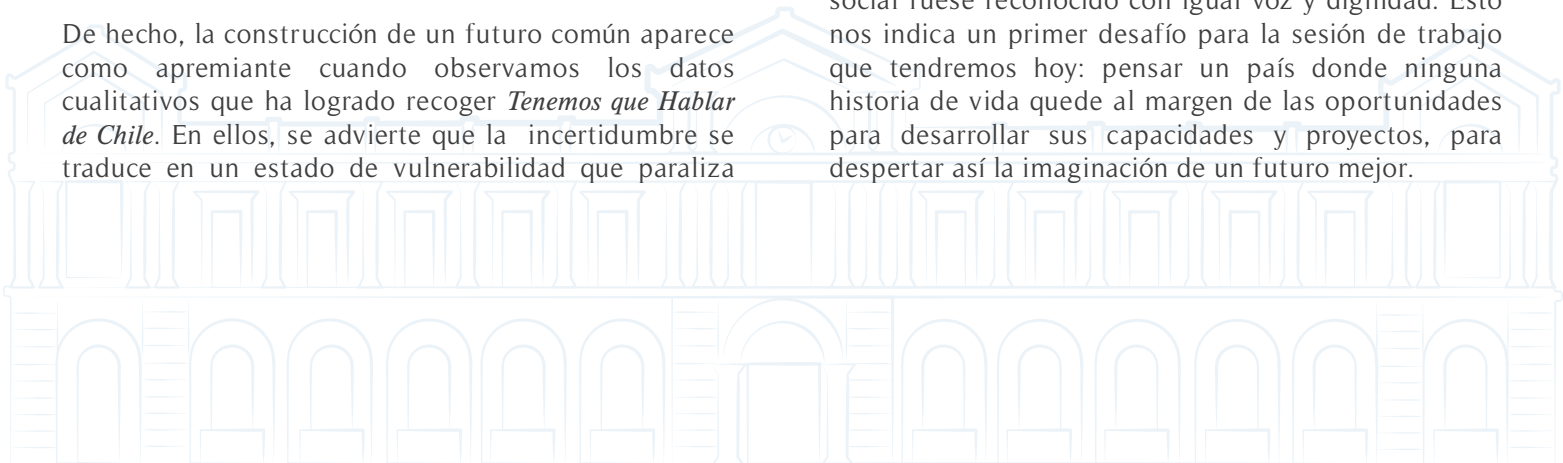 De hecho, la construcción de un futuro común aparece
como apremiante cuando observamos los datos
cualitativos que ha logrado recoger Tenemos que Hablar
de Chile. En ellos, se advierte que la incertidumbre se
traduce en un estado de vulnerabilidad que paraliza
social fuese reconocido con igual voz y dignidad. Esto
nos indica un primer desafío para la sesión de trabajo
que tendremos hoy: pensar un país donde ninguna
historia de vida quede al margen de las oportunidades
para desarrollar sus capacidades y proyectos, para
despertar así la imaginación de un futuro mejor.